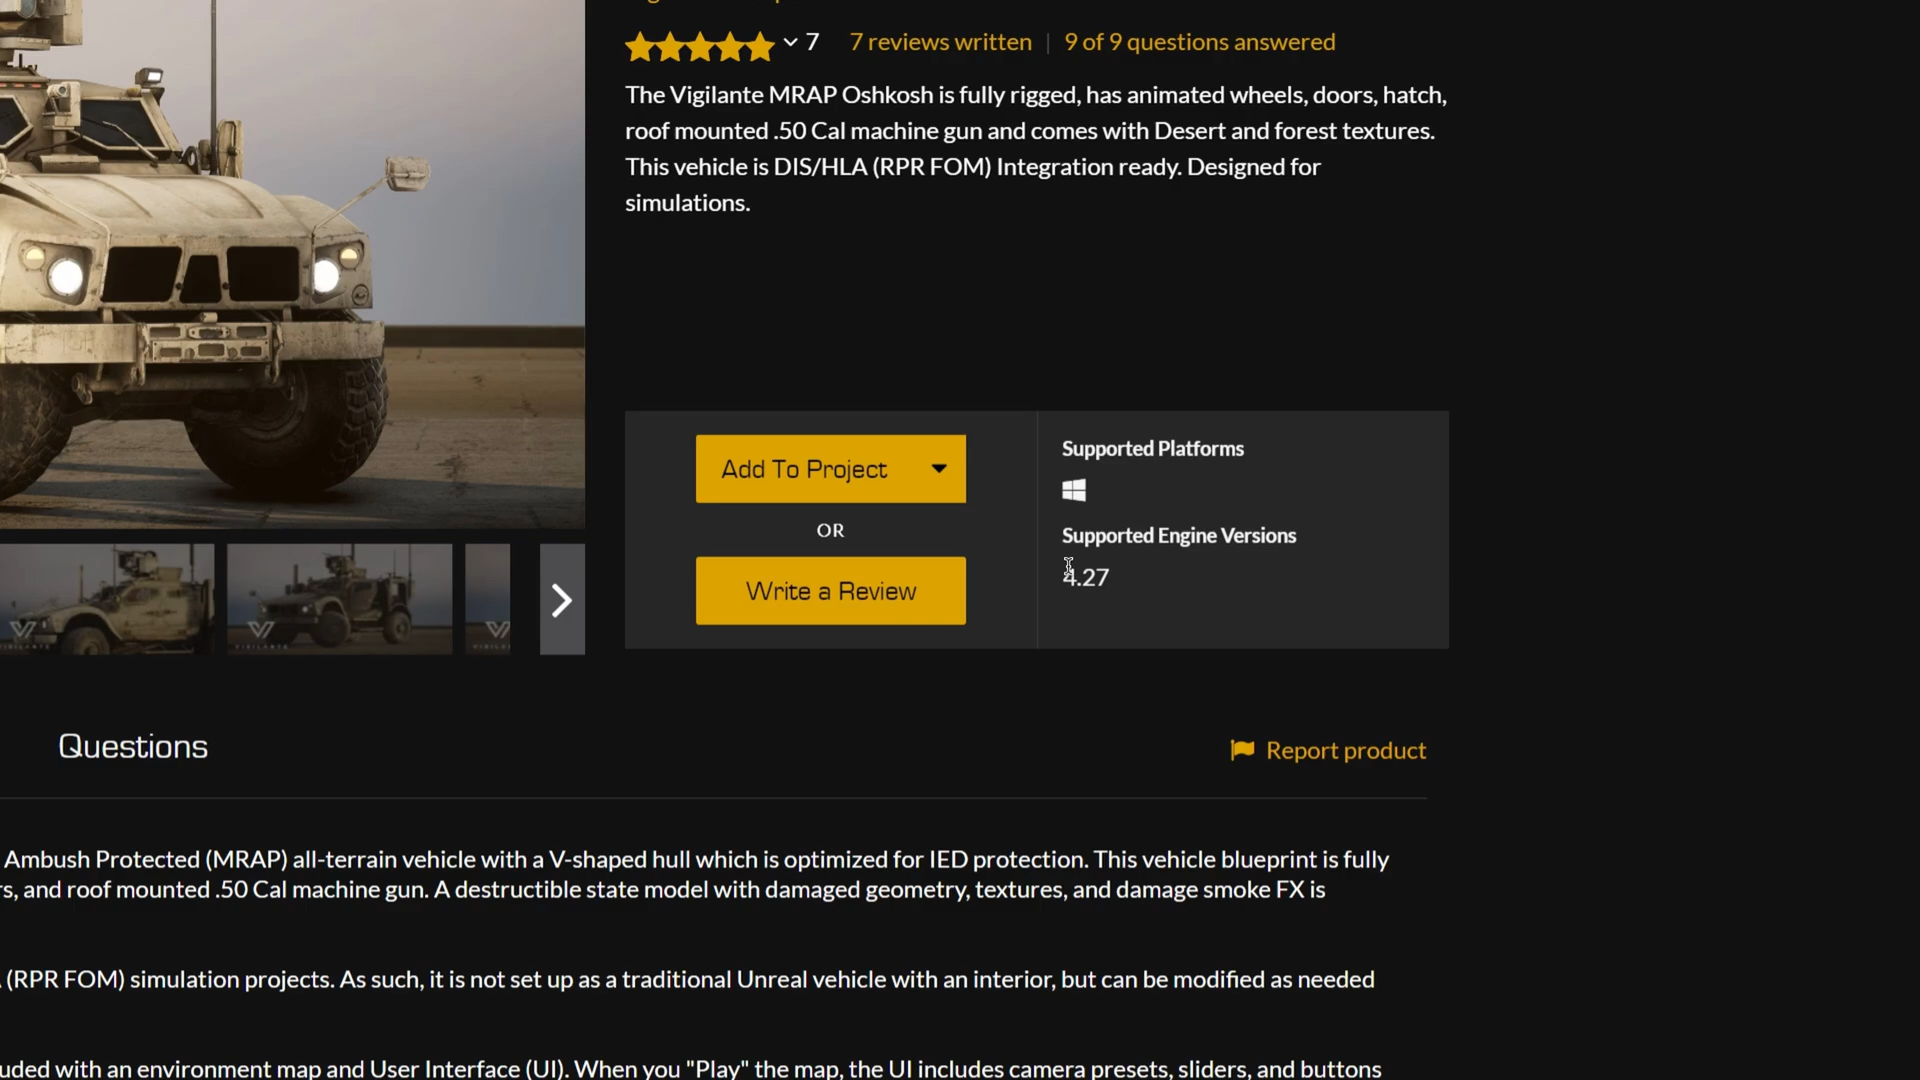 7 7 reviews written | 9 of 9 questions answered
The Vigilante MRAP Oshkosh is fully rigged, has animated wheels, doors, hatch,
roof mounted .50 Cal machine gun and comes with Desert and forest textures.
This vehicle is DIS/HLA (RPR FOM) Integration ready. Designed for
simulations.
Add To Project
OR
Write a Review
Supported Platforms
Supported Engine Versions
4.27
VIGILANTE
Questions
Report product
Ambush Protected (MRAP) all-terrain vehicle with a V-shaped hull which is optimized for IED protection. This vehicle blueprint is fully
rs, and roof mounted .50 Cal machine gun. A destructible state model with damaged geometry, textures, and damage smoke FX is
(RPR FOM) simulation projects. As such, it is not set up as a traditional Unreal vehicle with an interior, but can be modified as needed
uded with an environment map and User Interface (UI). When you "Play" the map, the UI includes camera presets, sliders, and buttons